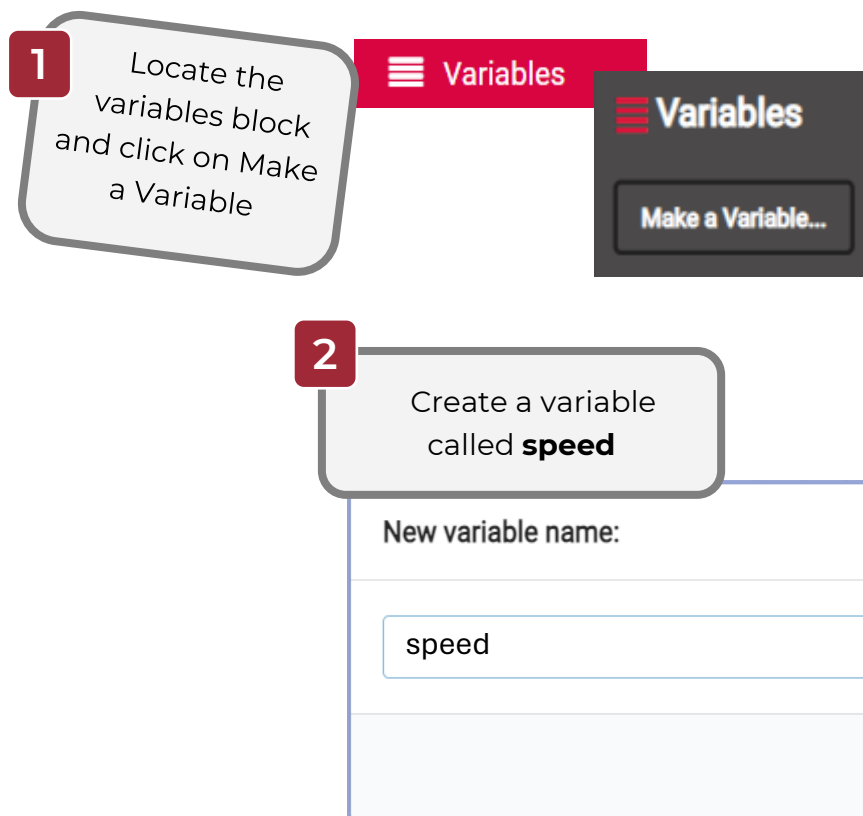 1
Locate the
variables block
and click on Make
a Variable
Variables
Variables
Make a Variable...
2
Create a variable
called speed
New variable name:
speed